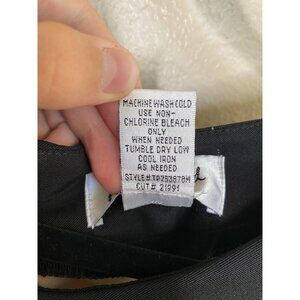 MACHINE WASH COLD
USE NON-
CHLORINE BLEACH
ONLY
WHEN NEEDED
TUMBLE DRY LOW
COOL IRON
AS NEEDED
CUT# 21991